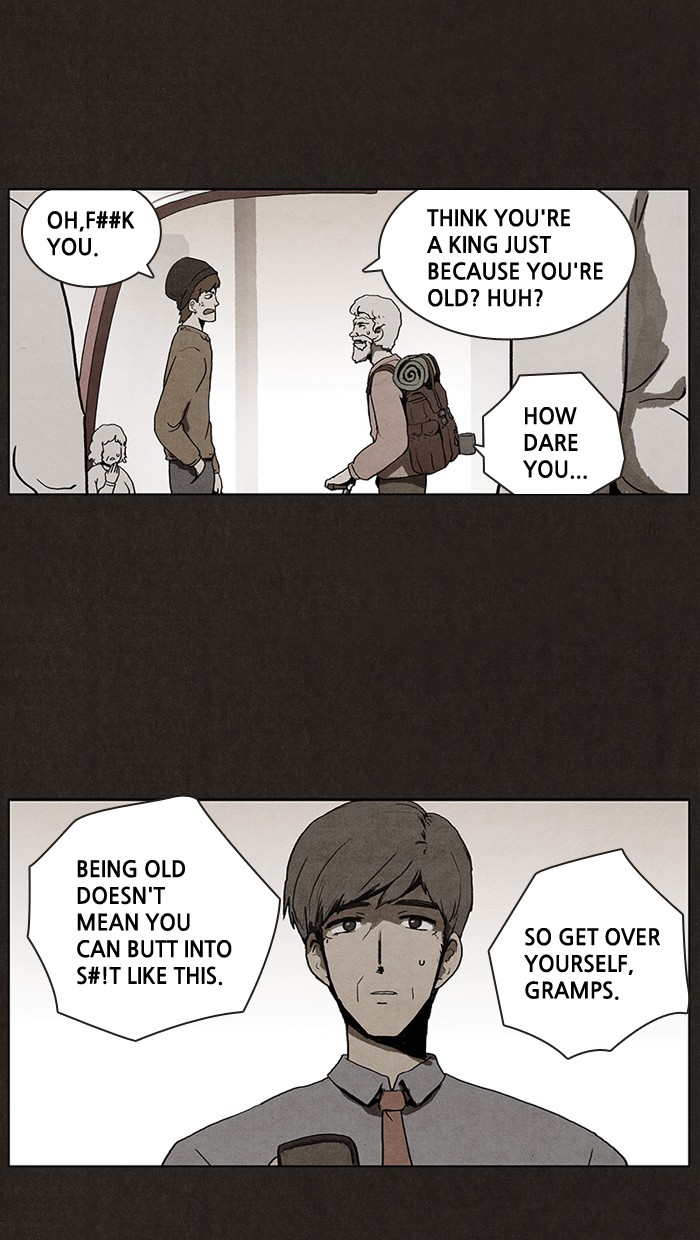 OH,F##K
YOU.
THINK YOU'RE
A KING JUST
BECAUSE YOU'RE
OLD? HUH?
HOW
DARE
YOU...
BEING OLD
DOESN'T
MEAN YOU
CAN BUTT INTO
S#!T LIKE THIS.
SO GET OVER
YOURSELF,
GRAMPS.